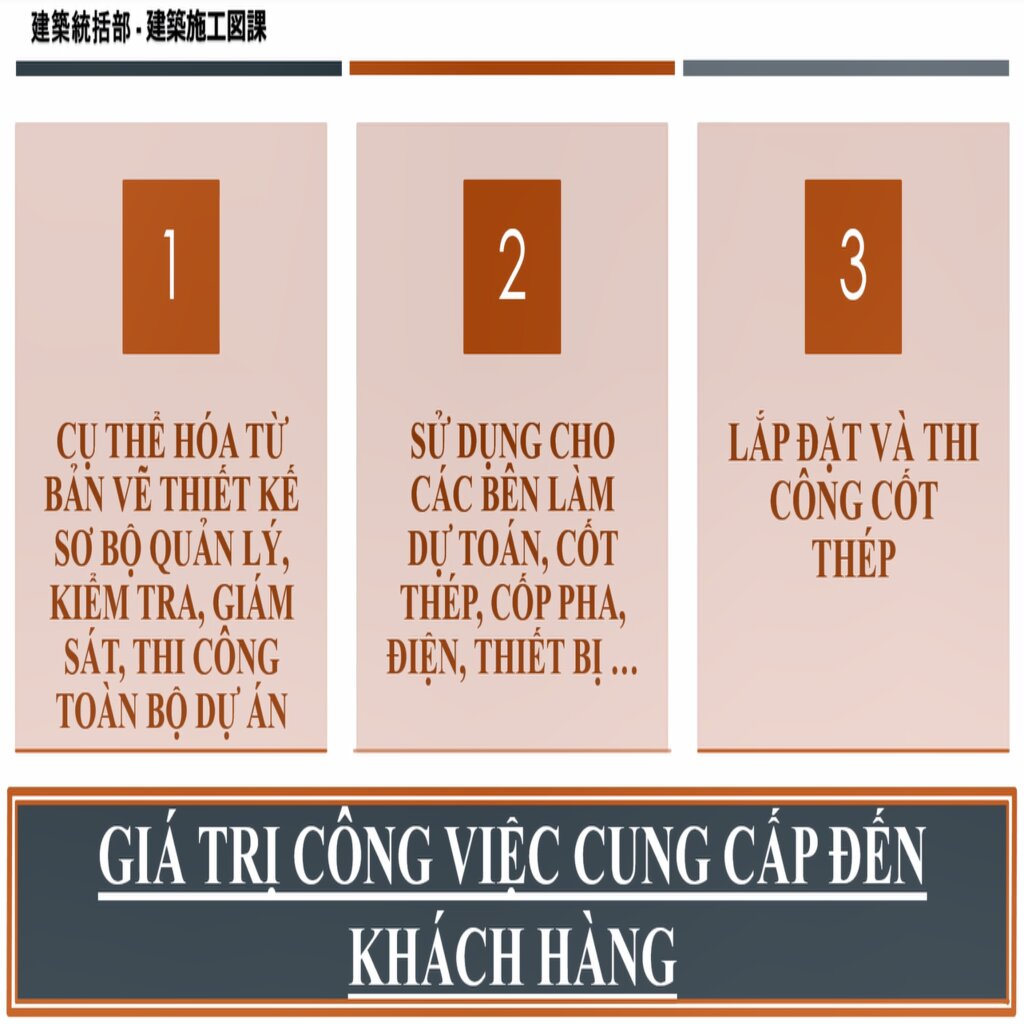 建築統括部 - 建築施工図課
1
CỤ THỂ HÓA TỪ
BẢN VẼ THIẾT KẾ
SƠ BỘ QUẢN LÝ,
KIỂM TRA, GIÁM
SÁT, THI CÔNG
TOÀN BỘ DỰ ÁN
2
SỬ DỤNG CHO
CÁC BÊN LÀM
DỰ TOÁN, CỐT
THÉP, CỐP PHA,
ĐIỆN, THIẾT BỊ ...
3
LẮP ĐẶT VÀ THI
CÔNG CỐT
THÉP
GIÁ TRỊ CÔNG VIỆC CUNG CẤP ĐẾN
KHÁCH HÀNG